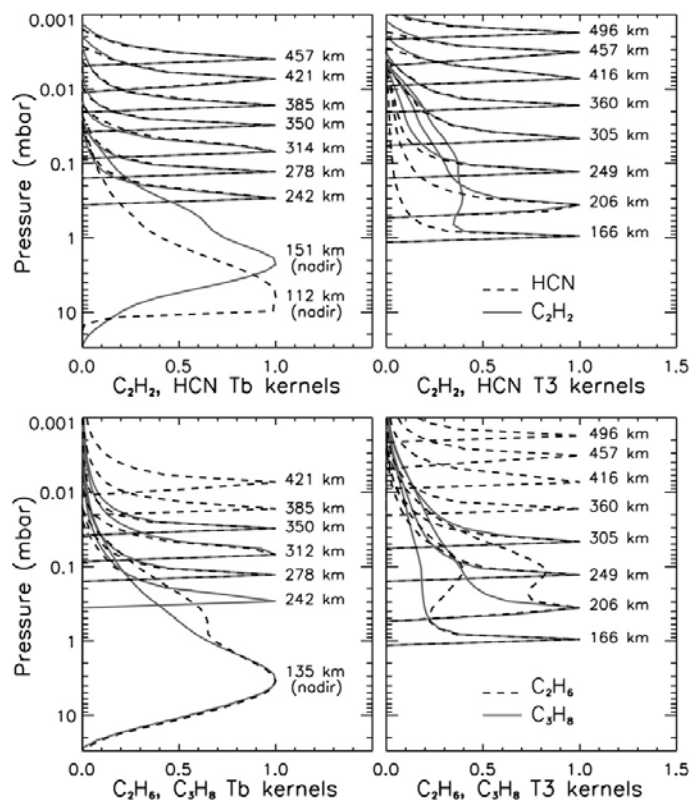 0.001
0.01
0.1
1
10
Pressure (mbar)
457 km
421 km
385 km
350 km
314 km
278 km
242 km
151 km
(nadir)
112 km
(nadir)
0.0 0.5 1.0
C₂H₂, HCN Tb kernels
496 km
457 km
416 km
360 km
305 km
249 km
206 km
166 km
HCN
C₂H₂
0.0 0.5 1.0 1.5
C₂H₂, HCN T3 kernels
0.001
0.01
0.1
1
10
Pressure (mbar)
421 km
385 km
350 km
312 km
278 km
242 km
135 km
(nadir)
0.0 0.5 1.0
C₂H₆, C₃H₈ Tb kernels
496 km
457 km
416 km
360 km
305 km
249 km
206 km
166 km
C₂H₆
C₃H₈
0.0 0.5 1.0 1.5
C₂H₆, C₃H₈ T3 kernels